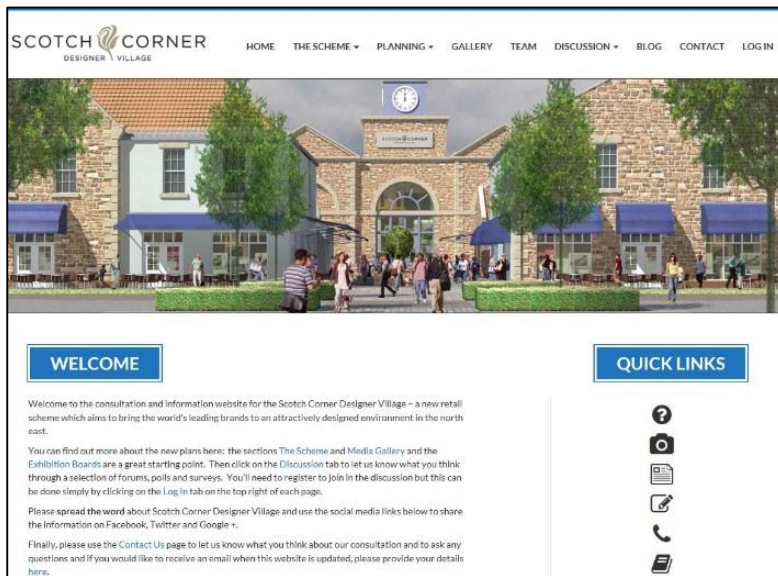 SCOTCH CORNER
DESIGNER VILLAGE
HOME THE SCHEME PLANNING GALLERY TEAM DISCUSSION BLOG CONTACT LOG IN
SCOTCH CORNER
WELCOME
Welcome to the consultation and information website for the Scotch Corner Designer Village – a new retail
scheme which aims to bring the world's leading brands to an attractively designed environment in the north
east.
You can find out more about the new plans here: the sections The Scheme and Media Gallery and the
Exhibition Boards are a great starting point. Then click on the Discussion tab to let us know what you think
through a selection of forums, polls and surveys. You'll need to register to join in the discussion but this can
be done simply by clicking on the Log In tab on the top right of each page.
Please spread the word about Scotch Corner Designer Village and use the social media links below to share
the information on Facebook, Twitter and Google +.
Finally, please use the Contact Us page to let us know what you think about our consultation and to ask any
questions and if you would like to receive an email when this website is updated, please provide your details
here.
QUICK LINKS